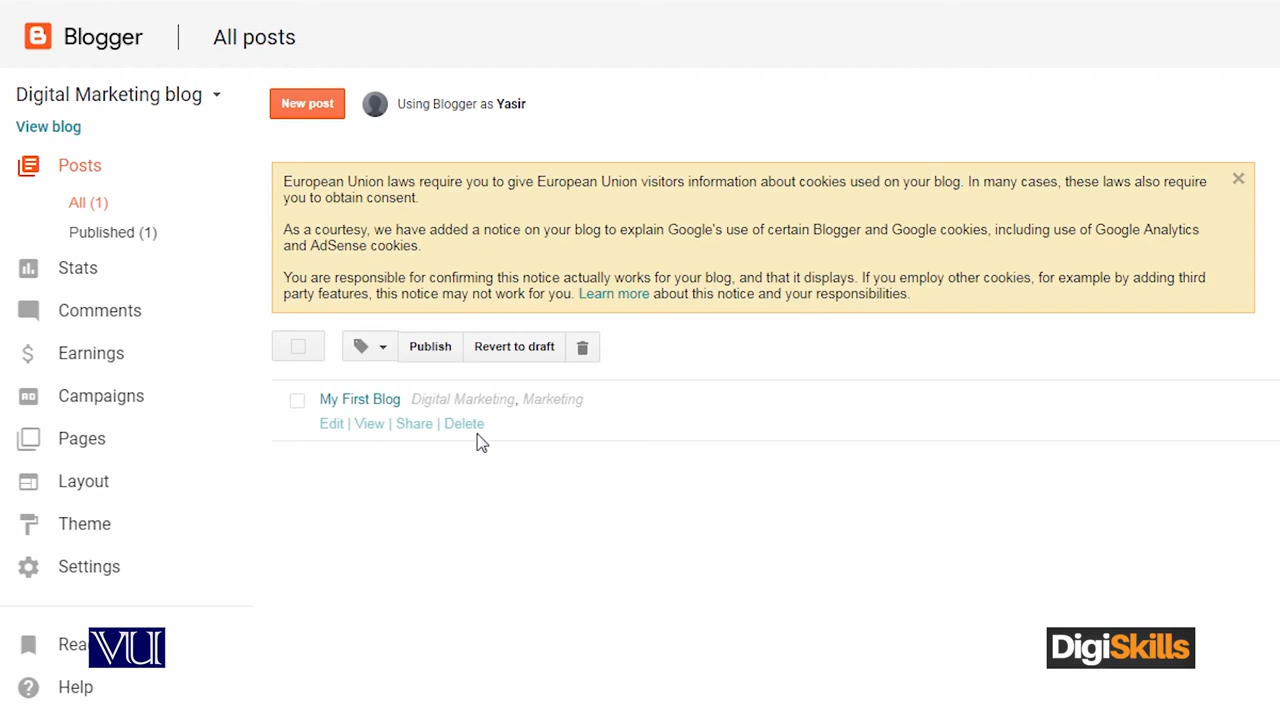 Blogger
All posts
Digital Marketing blog
View blog
New post
Using Blogger as Yasir
Posts
All (1)
Published (1)
Stats
Comments
Earnings
Campaigns
Pages
Layout
Theme
Settings
Help
European Union laws require you to give European Union visitors information about cookies used on your blog. In many cases, these laws also require
you to obtain consent.
As a courtesy, we have added a notice on your blog to explain Google's use of certain Blogger and Google cookies, including use of Google Analytics
and AdSense cookies.
You are responsible for confirming this notice actually works for your blog, and that it displays. If you employ other cookies, for example by adding third
party features, this notice may not work for you. Learn more about this notice and your responsibilities.
Publish
Revert to draft
My First Blog Digital Marketing, Marketing
Edit | View | Share | Delete
VU
DigiSkills